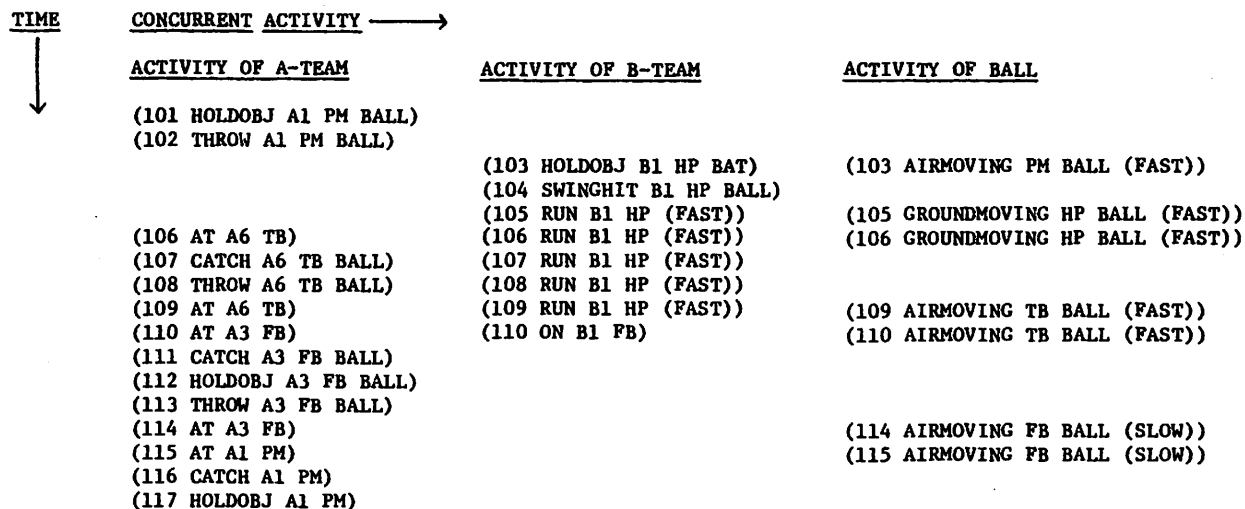 TIME CONCURRENT ACTIVITY ⟶
ACTIVITY OF A-TEAM ACTIVITY OF B-TEAM ACTIVITY OF BALL
(101 HOLDOBJ A1 PM BALL)
(102 THROW A1 PM BALL)
(103 HOLDOBJ B1 HP BAT) (103 AIRMOVING PM BALL (FAST))
(104 SWINGHIT B1 HP BALL)
(105 RUN B1 HP (FAST)) (105 GROUNDMOVING HP BALL (FAST))
(106 AT A6 TB) (106 RUN B1 HP (FAST)) (106 GROUNDMOVING HP BALL (FAST))
(107 CATCH A6 TB BALL) (107 RUN B1 HP (FAST))
(108 THROW A6 TB BALL) (108 RUN B1 HP (FAST))
(109 AT A6 TB) (109 RUN B1 HP (FAST)) (109 AIRMOVING TB BALL (FAST))
(110 AT A3 FB) (110 ON B1 FB) (110 AIRMOVING TB BALL (FAST))
(111 CATCH A3 FB BALL)
(112 HOLDOBJ A3 FB BALL)
(113 THROW A3 FB BALL)
(114 AT A3 FB) (114 AIRMOVING FB BALL (SLOW))
(115 AT A1 PM) (115 AIRMOVING FB BALL (SLOW))
(116 CATCH A1 PM)
(117 HOLDOBJ A1 PM)